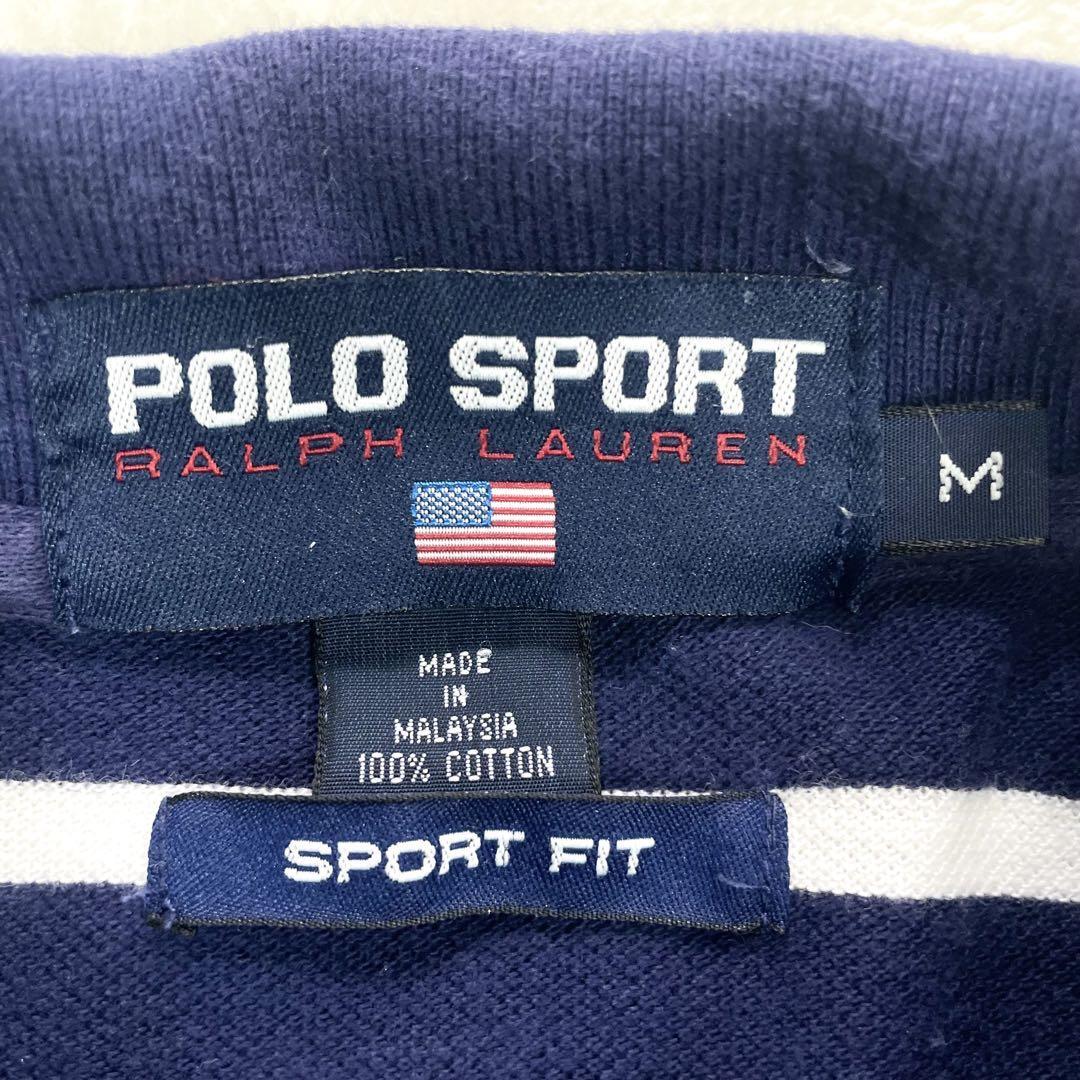 POLO SPORT
RALPH LAUREN
M
MADE
IN
MALAYSIA
100% COTTON
SPORT FIT